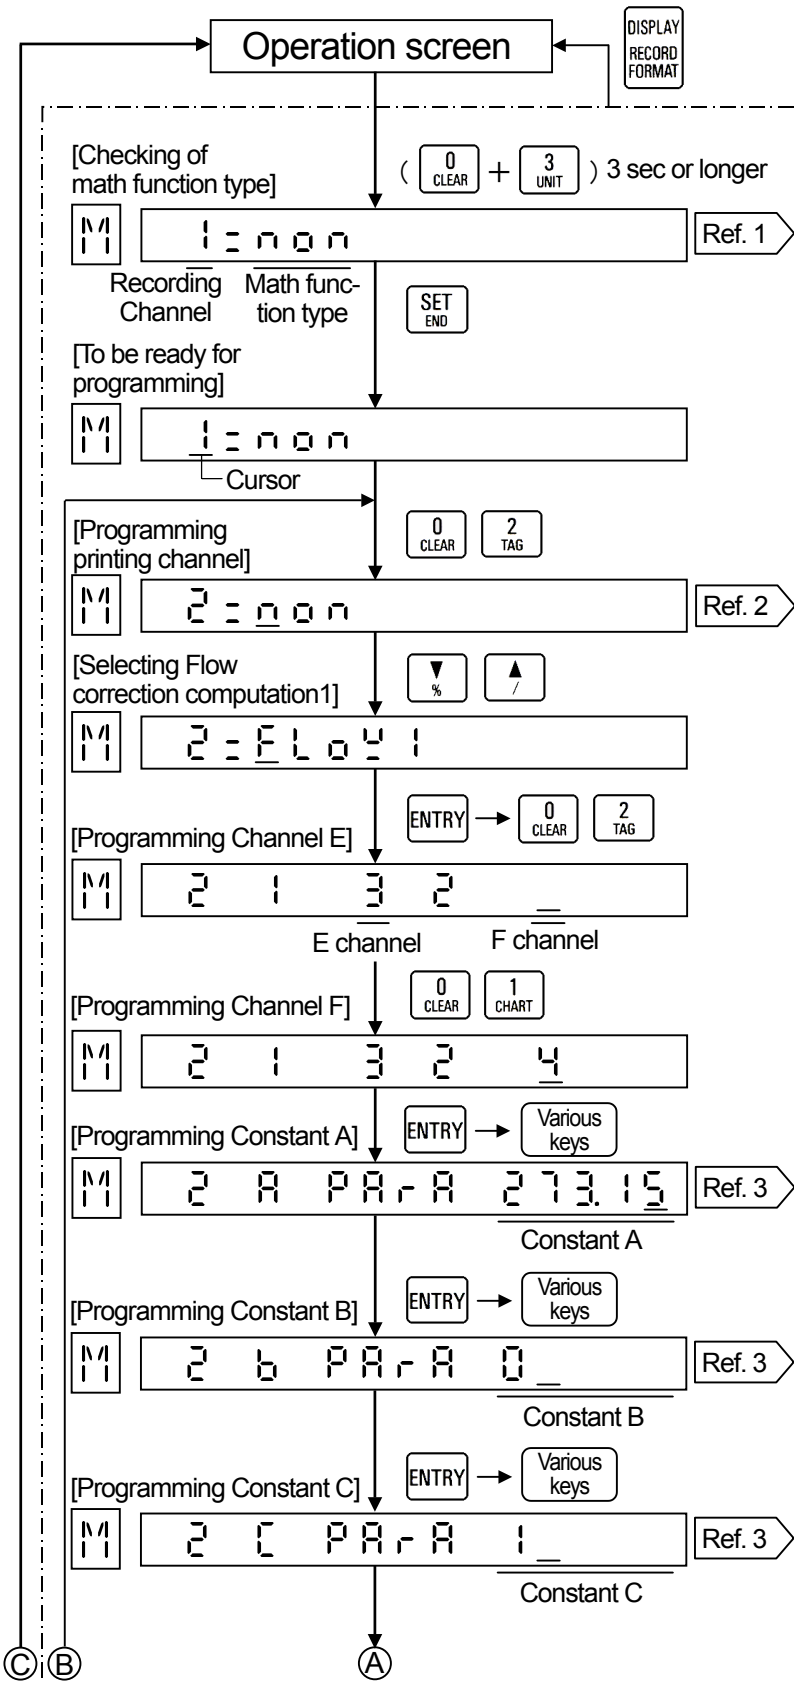 DISPLAY
RECORD
FORMAT
Operation screen
[Checking of
math function type]
( 0 CLEAR + 3 UNIT ) 3 sec or longer
M 1=non Ref. 1
Recording Math func-
Channel tion type
SET
END
[To be ready for
programming]
M 1=non
Cursor
[Programming
printing channel]
0 CLEAR 2 TAG
M 2=non Ref. 2
[Selecting Flow
correction computation1]
▼ % ▲ /
M 2=FLoW1
ENTRY → 0 CLEAR 2 TAG
[Programming Channel E]
M 2 1 3 2 _
E channel F channel
0 CLEAR 1 CHART
[Programming Channel F]
M 2 1 3 2 4
ENTRY → Various keys
[Programming Constant A]
M 2 A PArA 273.15 Ref. 3
Constant A
ENTRY → Various keys
[Programming Constant B]
M 2 b PArA 0_ Ref. 3
Constant B
ENTRY → Various keys
[Programming Constant C]
M 2 C PArA 1_ Ref. 3
Constant C
C B A